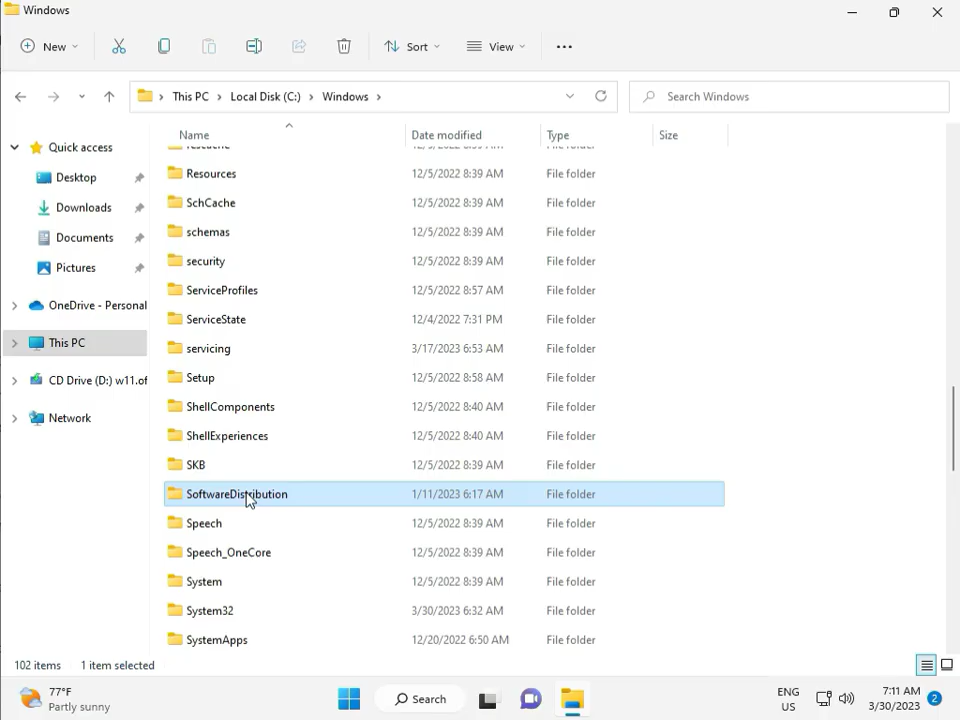 Windows
New
Sort
View
This PC
Local Disk (C:)
Windows
Search Windows
Name
Date modified
Type
Size
Quick access
Desktop
Downloads
Documents
Pictures
OneDrive - Personal
This PC
CD Drive (D:) w11.of
Network
Resources 12/5/2022 8:39 AM File folder
SchCache 12/5/2022 8:39 AM File folder
schemas 12/5/2022 8:39 AM File folder
security 12/5/2022 8:39 AM File folder
ServiceProfiles 12/5/2022 8:57 AM File folder
ServiceState 12/4/2022 7:31 PM File folder
servicing 3/17/2023 6:53 AM File folder
Setup 12/5/2022 8:58 AM File folder
ShellComponents 12/5/2022 8:40 AM File folder
ShellExperiences 12/5/2022 8:40 AM File folder
SKB 12/5/2022 8:39 AM File folder
SoftwareDistribution 1/11/2023 6:17 AM File folder
Speech 12/5/2022 8:39 AM File folder
Speech_OneCore 12/5/2022 8:39 AM File folder
System 12/5/2022 8:39 AM File folder
System32 3/30/2023 6:32 AM File folder
SystemApps 12/20/2022 6:50 AM File folder
102 items
1 item selected
77°F
Partly sunny
Search
ENG
US
7:11 AM
3/30/2023
2